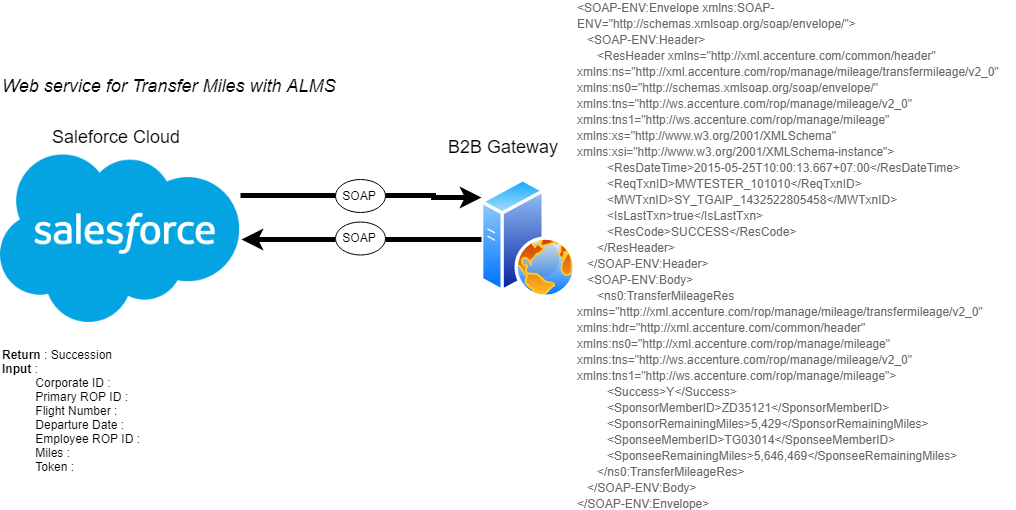 Web service for Transfer Miles with ALMS
Saleforce Cloud
salesforce
SOAP
SOAP
B2B Gateway
Return : Succession
Input :
Corporate ID :
Primary ROP ID :
Flight Number :
Departure Date :
Employee ROP ID :
Miles :
Token :
<SOAP-ENV:Envelope xmlns:SOAP-
ENV="http://schemas.xmlsoap.org/soap/envelope/">
<SOAP-ENV:Header>
<ResHeader xmlns="http://xml.accenture.com/common/header"
xmlns:ns="http://xml.accenture.com/rop/manage/mileage/transfermileage/v2_0"
xmlns:ns0="http://schemas.xmlsoap.org/soap/envelope/"
xmlns:tns="http://ws.accenture.com/rop/manage/mileage/v2_0"
xmlns:tns1="http://ws.accenture.com/rop/manage/mileage"
xmlns:xs="http://www.w3.org/2001/XMLSchema"
xmlns:xsi="http://www.w3.org/2001/XMLSchema-instance">
<ResDateTime>2015-05-25T10:00:13.667+07:00</ResDateTime>
<ReqTxnID>MWTESTER_101010</ReqTxnID>
<MWTxnID>SY_TGAIP_1432522805458</MWTxnID>
<IsLastTxn>true</IsLastTxn>
<ResCode>SUCCESS</ResCode>
</ResHeader>
</SOAP-ENV:Header>
<SOAP-ENV:Body>
<ns0:TransferMileageRes
xmlns="http://xml.accenture.com/rop/manage/mileage/transfermileage/v2_0"
xmlns:hdr="http://xml.accenture.com/common/header"
xmlns:ns0="http://xml.accenture.com/rop/manage/mileage"
xmlns:tns="http://ws.accenture.com/rop/manage/mileage/v2_0"
xmlns:tns1="http://ws.accenture.com/rop/manage/mileage">
<Success>Y</Success>
<SponsorMemberID>ZD35121</SponsorMemberID>
<SponsorRemainingMiles>5,429</SponsorRemainingMiles>
<SponseeMemberID>TG03014</SponseeMemberID>
<SponseeRemainingMiles>5,646,469</SponseeRemainingMiles>
</ns0:TransferMileageRes>
</SOAP-ENV:Body>
</SOAP-ENV:Envelope>